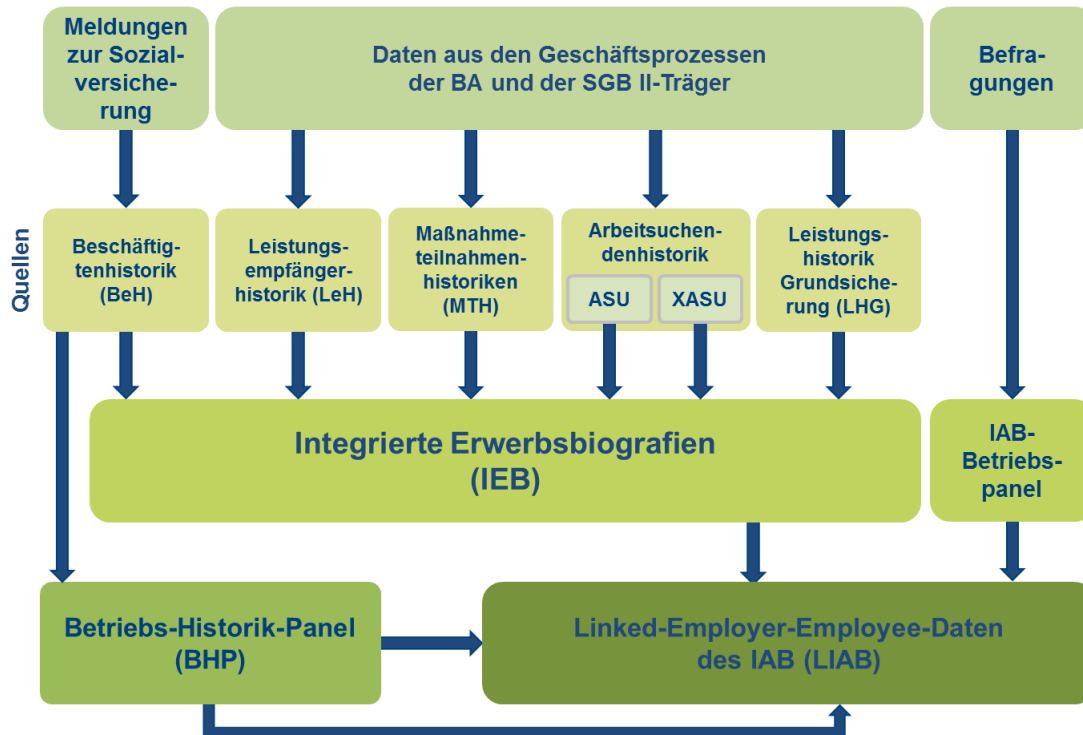 Meldungen
zur Sozial-
versiche-
rung
Daten aus den Geschäftsprozessen
der BA und der SGB II-Träger
Befra-
gungen
Quellen
Beschäftig-
tenhistorik
(BeH)
Leistungs-
empfänger-
historik (LeH)
Maßnahme-
teilnahmen-
historiken
(MTH)
Arbeitsuchen-
denhistorik
ASU
XASU
Leistungs-
historik
Grundsiche-
rung (LHG)
Integrierte Erwerbsbiografien
(IEB)
IAB-
Betriebs-
panel
Betriebs-Historik-Panel
(BHP)
Linked-Employer-Employee-Daten
des IAB (LIAB)